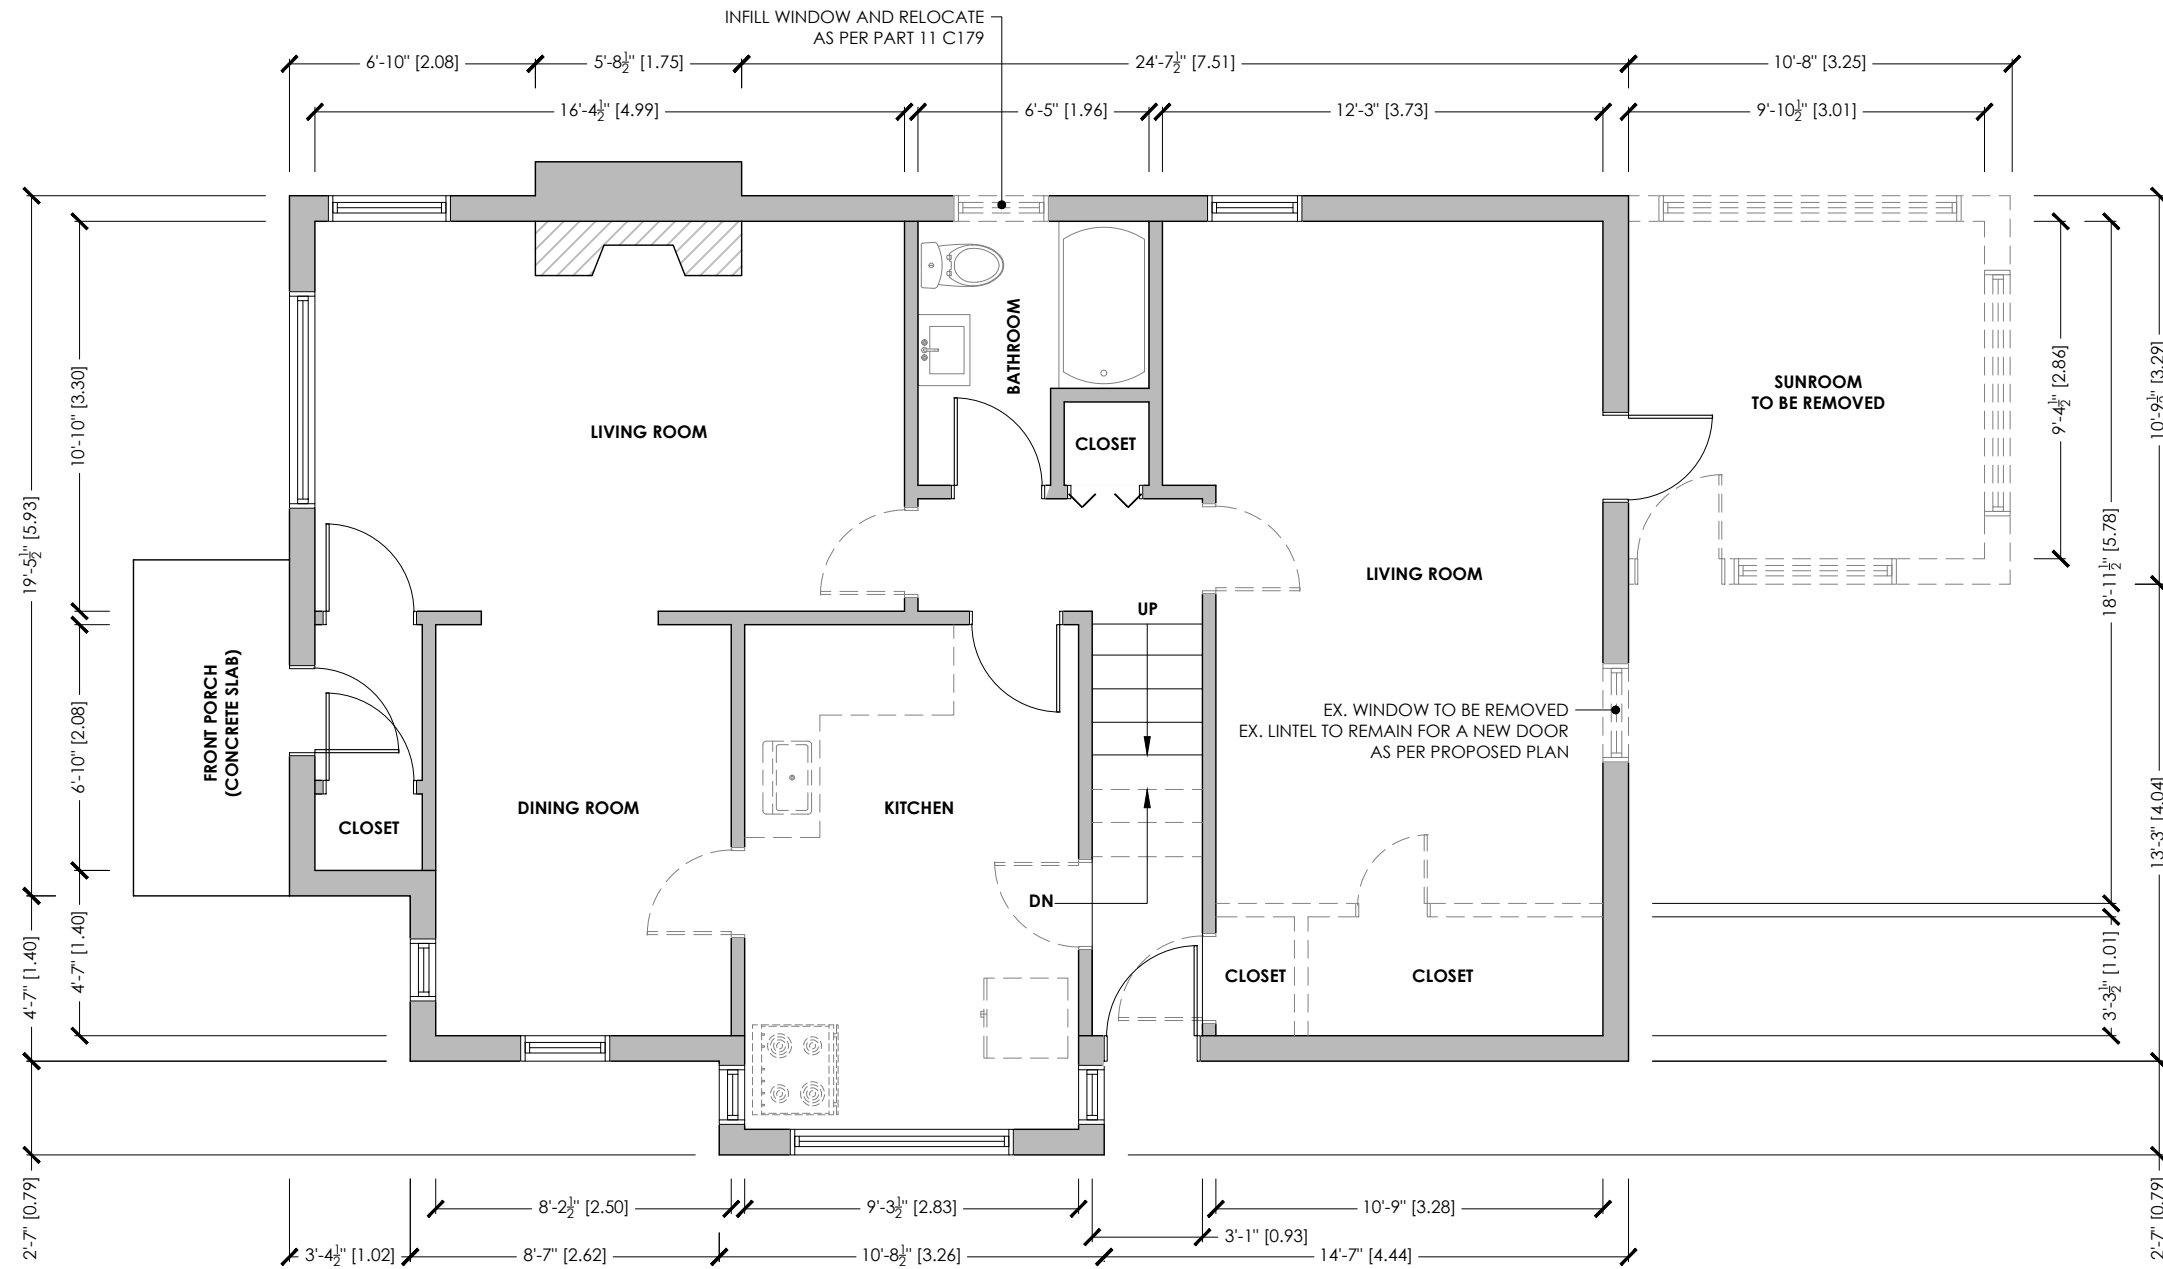 INFILL WINDOW AND RELOCATE
AS PER PART 11 C179
6'-10" [2.08]
5'-8½" [1.75]
24'-7½" [7.51]
10'-8" [3.25]
16'-4½" [4.99]
6'-5" [1.96]
12'-3" [3.73]
9'-10½" [3.01]
19'-5½" [5.93]
4'-7" [1.40]
2'-7" [0.79]
10'-10" [3.30]
6'-10" [2.08]
4'-7" [1.40]
FRONT PORCH
(CONCRETE SLAB)
LIVING ROOM
BATHROOM
CLOSET
LIVING ROOM
SUNROOM
TO BE REMOVED
UP
EX. WINDOW TO BE REMOVED
EX. LINTEL TO REMAIN FOR A NEW DOOR
AS PER PROPOSED PLAN
CLOSET
DINING ROOM
KITCHEN
DN
CLOSET
CLOSET
9'-4½" [2.86]
18'-11½" [5.78]
3'-3½" [1.01]
10'-9½" [3.29]
13'-3" [4.04]
2'-7" [0.79]
8'-2½" [2.50]
9'-3½" [2.83]
10'-9" [3.28]
3'-1" [0.93]
3'-4½" [1.02]
8'-7" [2.62]
10'-8½" [3.26]
14'-7" [4.44]